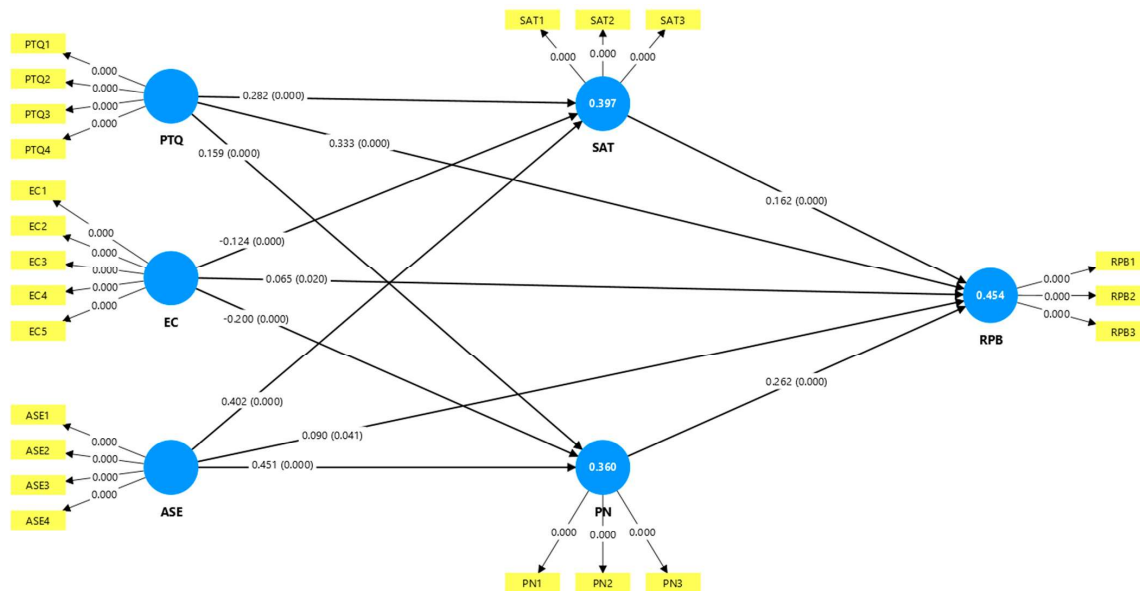 SAT1
SAT2
SAT3
0.000
0.000
0.000
PTQ1
PTQ2
PTQ3
PTQ4
0.000
0.000
0.000
0.000
PTQ
0.282 (0.000)
0.397
SAT
0.159 (0.000)
0.333 (0.000)
0.162 (0.000)
EC1
EC2
EC3
EC4
EC5
0.000
0.000
0.000
0.000
0.000
EC
-0.124 (0.000)
0.065 (0.020)
-0.200 (0.000)
0.454
RPB
0.000
0.000
0.000
RPB1
RPB2
RPB3
0.402 (0.000)
0.262 (0.000)
ASE1
ASE2
ASE3
ASE4
0.000
0.000
0.000
0.000
ASE
0.090 (0.041)
0.451 (0.000)
0.360
PN
0.000
0.000
0.000
PN1
PN2
PN3